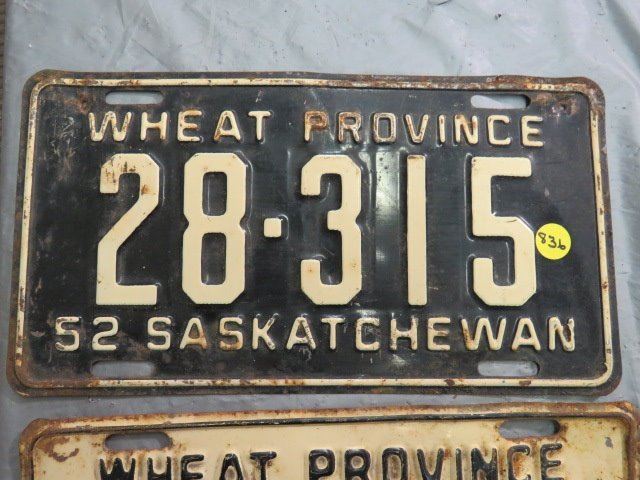 WHEAT PROVINCE
28·315
836
52 SASKATCHEWAN
WHEAT PROVINCE